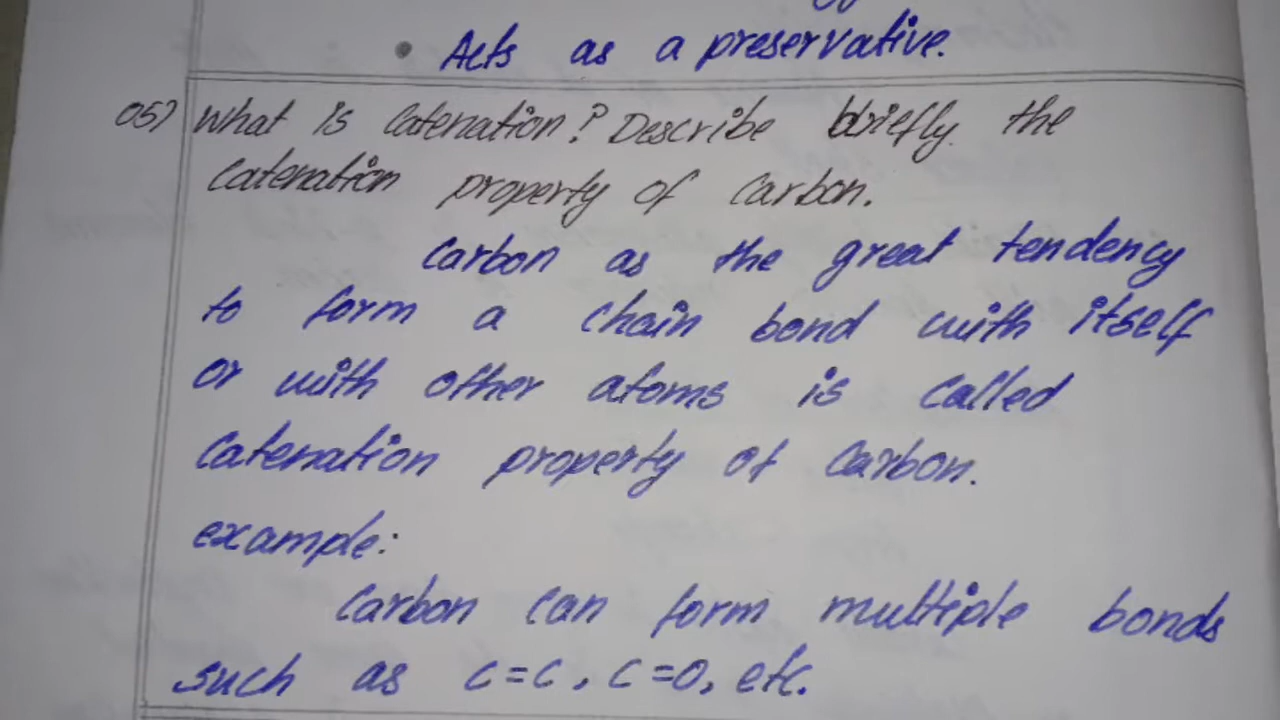 • Acts as a preservative.
05) What is Catenation? Describe briefly the
Catenation property of Carbon.
Carbon as the great tendency
to form a chain bond with itself
or with other atoms is called
Catenation property of Carbon.
example:
Carbon can form multiple bonds
such as C=C, C=O, etc.